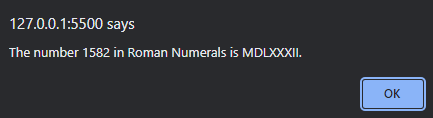 127.0.0.1:5500 says
The number 1582 in Roman Numerals is MDLXXXII.
OK